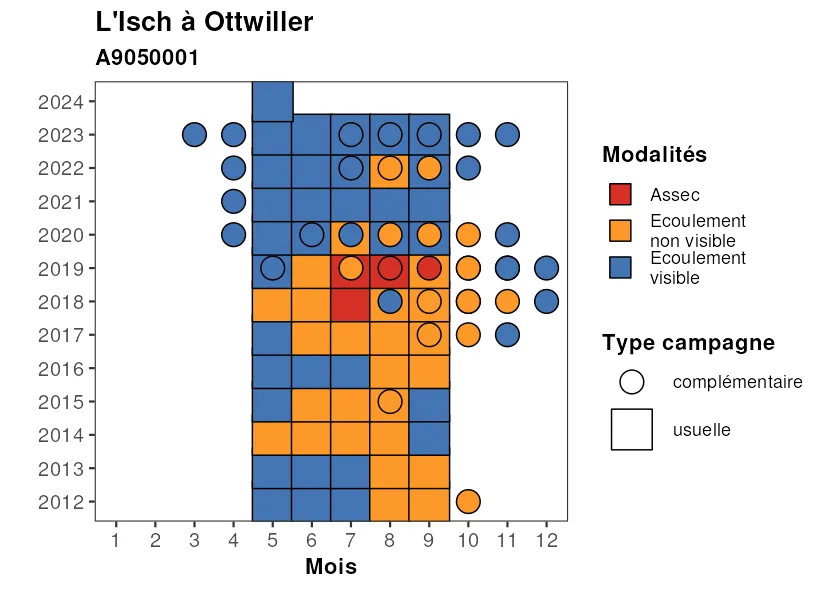 L'Isch à Ottwiller
A9050001
2024
2023
2022
2021
2020
2019
2018
2017
2016
2015
2014
2013
2012
1 2 3 4 5 6 7 8 9 10 11 12
Mois
Modalités
Assec
Ecoulement
non visible
Ecoulement
visible
Type campagne
complémentaire
usuelle